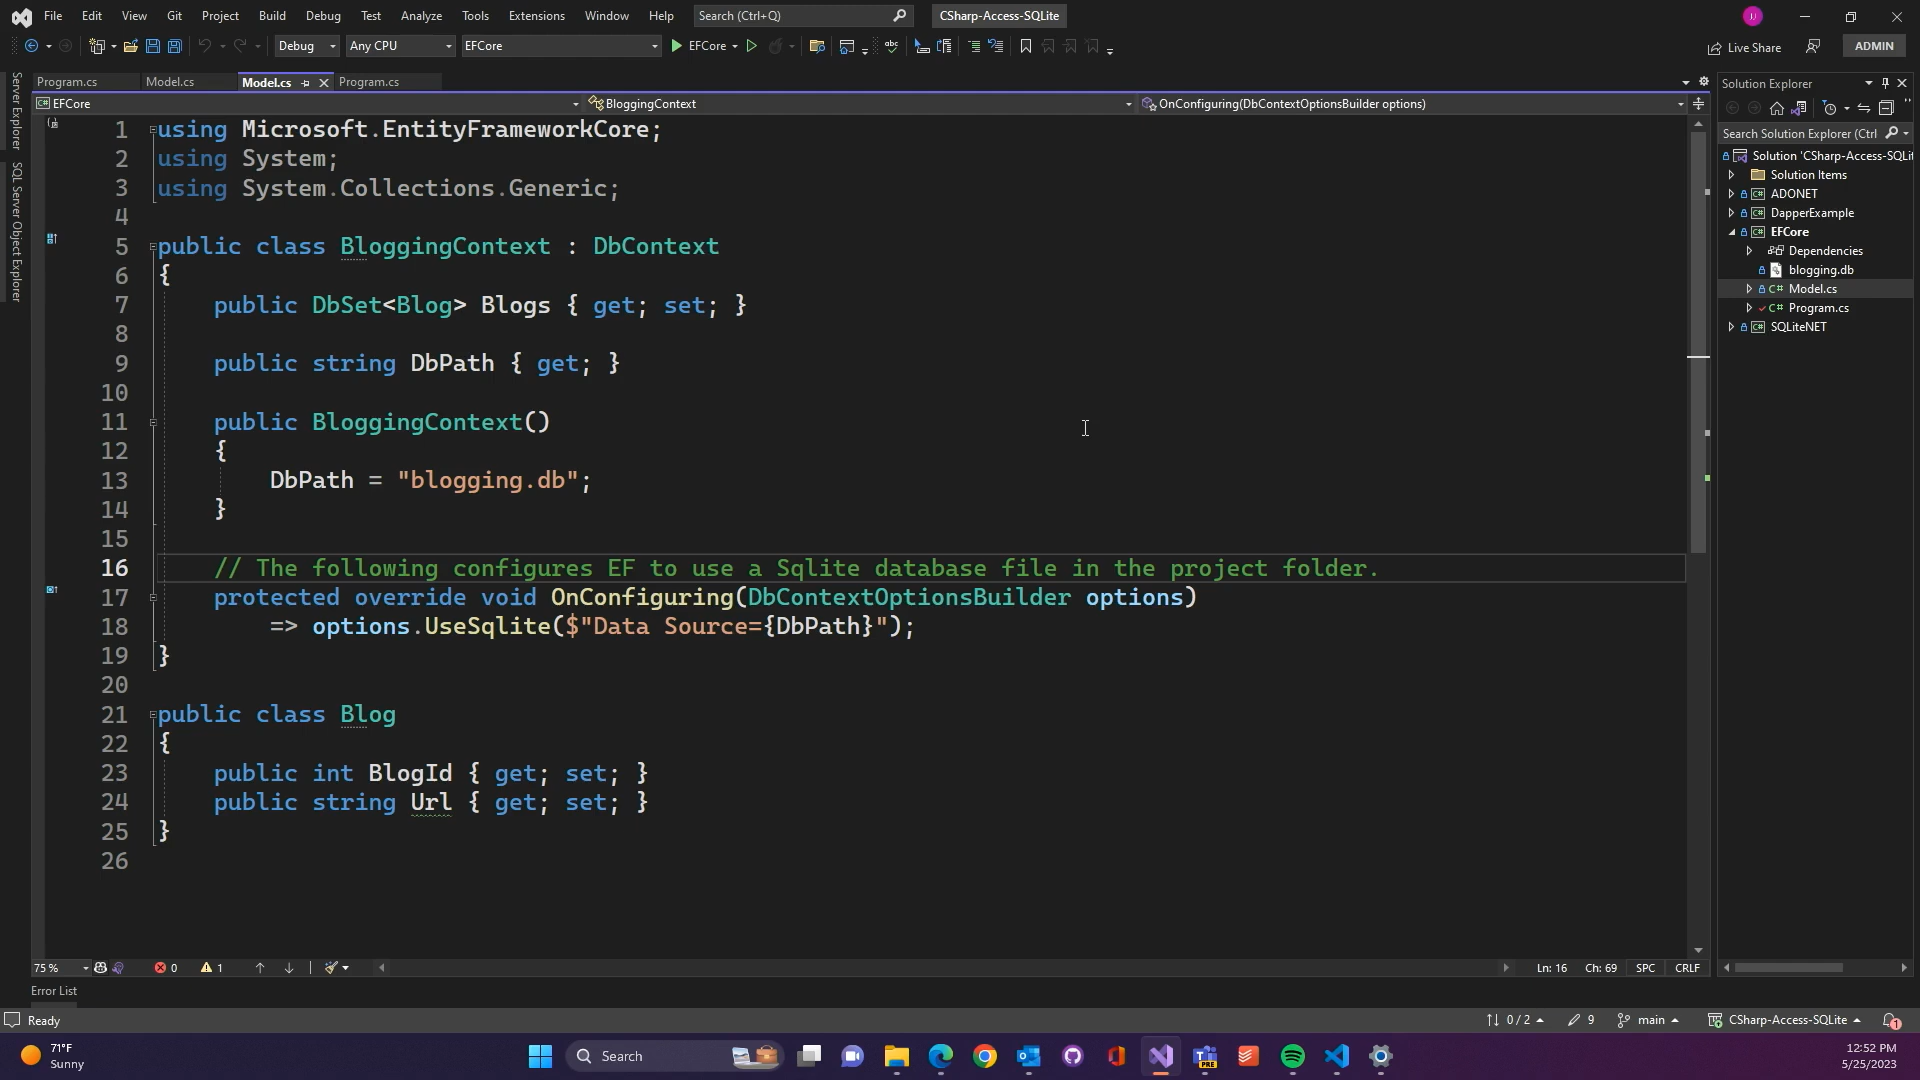 File Edit View Git Project Build Debug Test Analyze Tools Extensions Window Help Search (Ctrl+Q) CSharp-Access-SQLite JJ
Debug Any CPU EFCore EFCore Live Share ADMIN
Server Explorer
SQL Server Object Explorer
Program.cs Model.cs Model.cs Program.cs
EFCore BloggingContext OnConfiguring(DbContextOptionsBuilder options)
1 using Microsoft.EntityFrameworkCore;
2 using System;
3 using System.Collections.Generic;
4
5 public class BloggingContext : DbContext
6 {
7 public DbSet<Blog> Blogs { get; set; }
8
9 public string DbPath { get; }
10
11 public BloggingContext()
12 {
13 DbPath = "blogging.db";
14 }
15
16 // The following configures EF to use a Sqlite database file in the project folder.
17 protected override void OnConfiguring(DbContextOptionsBuilder options)
18 => options.UseSqlite($"Data Source={DbPath}");
19 }
20
21 public class Blog
22 {
23 public int BlogId { get; set; }
24 public string Url { get; set; }
25 }
26
Solution Explorer
Search Solution Explorer (Ctrl
Solution 'CSharp-Access-SQLit
Solution Items
ADONET
DapperExample
EFCore
Dependencies
blogging.db
Model.cs
Program.cs
SQLiteNET
75 % 0 1 Ln: 16 Ch: 69 SPC CRLF
Error List
Ready 0 / 2 9 main CSharp-Access-SQLite 1
71°F
Sunny
Search
PRE
12:52 PM
5/25/2023